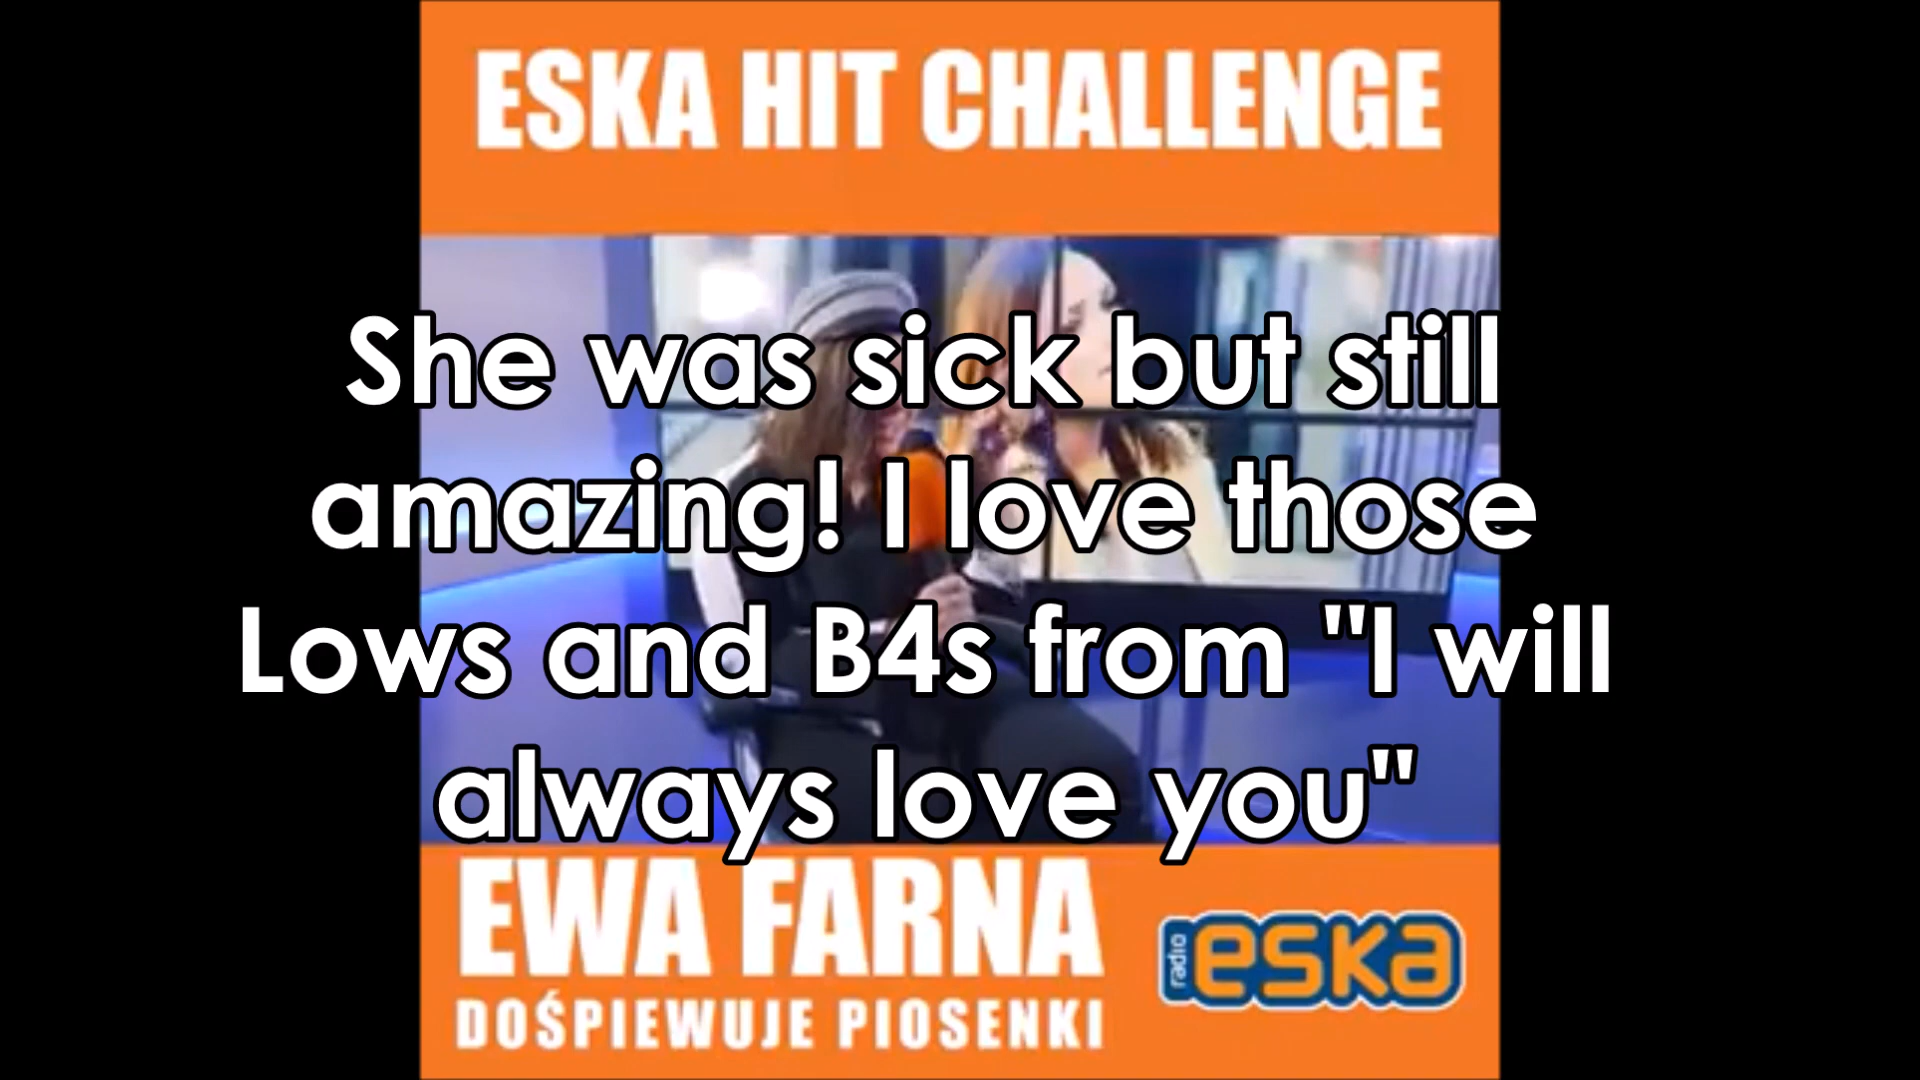 ESKA HIT CHALLENGE
She was sick but still
amazing! I love those
Lows and B4s from "I will
always love you"
EWA FARNA
DOŚPIEWUJE PIOSENKI
radio eska